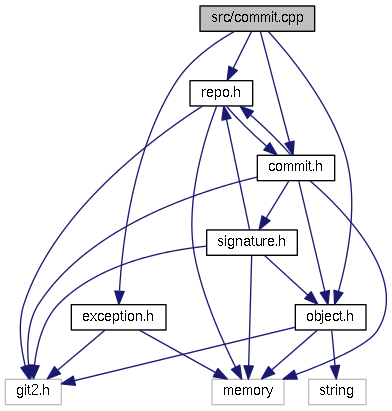 src/commit.cpp
repo.h
commit.h
signature.h
exception.h
object.h
git2.h
memory
string